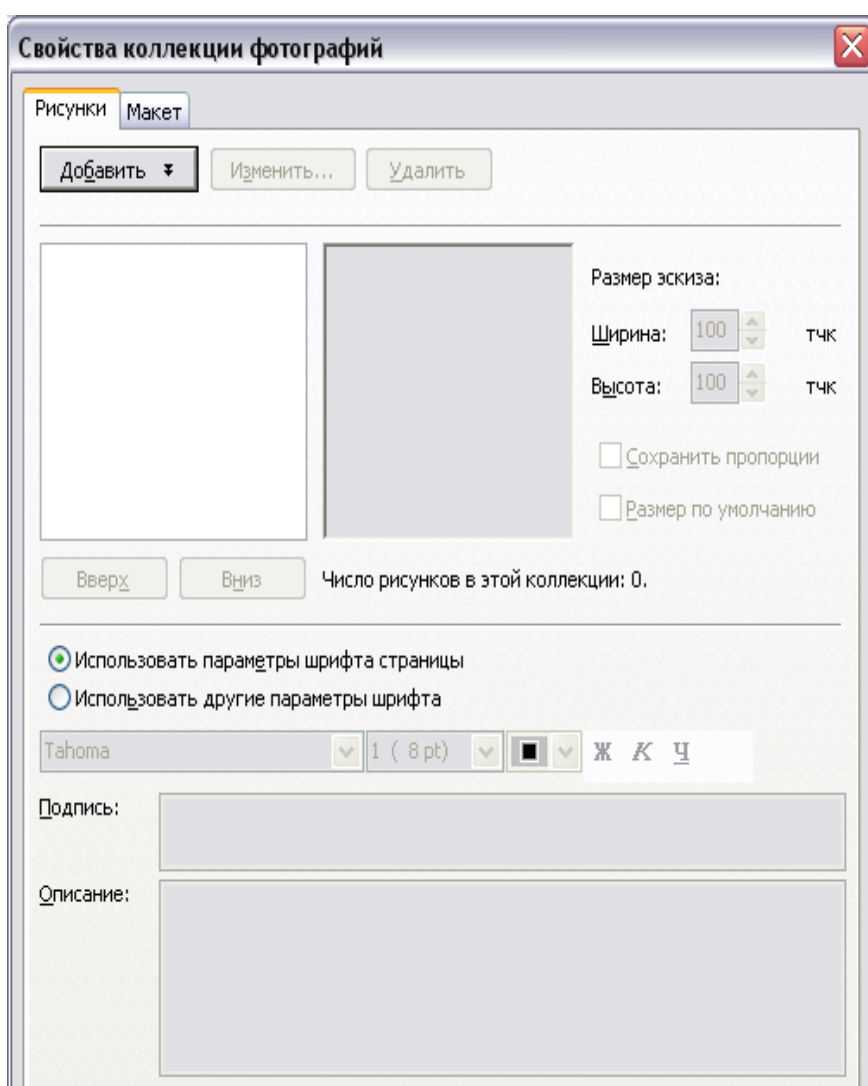 Свойства коллекции фотографий
Рисунки Макет
Добавить Изменить... Удалить
Размер эскиза:
Ширина: 100 тчк
Высота: 100 тчк
Сохранить пропорции
Размер по умолчанию
Вверх Вниз Число рисунков в этой коллекции: 0.
Использовать параметры шрифта страницы
Использовать другие параметры шрифта
Tahoma 1 ( 8 pt) Ж К Ч
Подпись:
Описание: